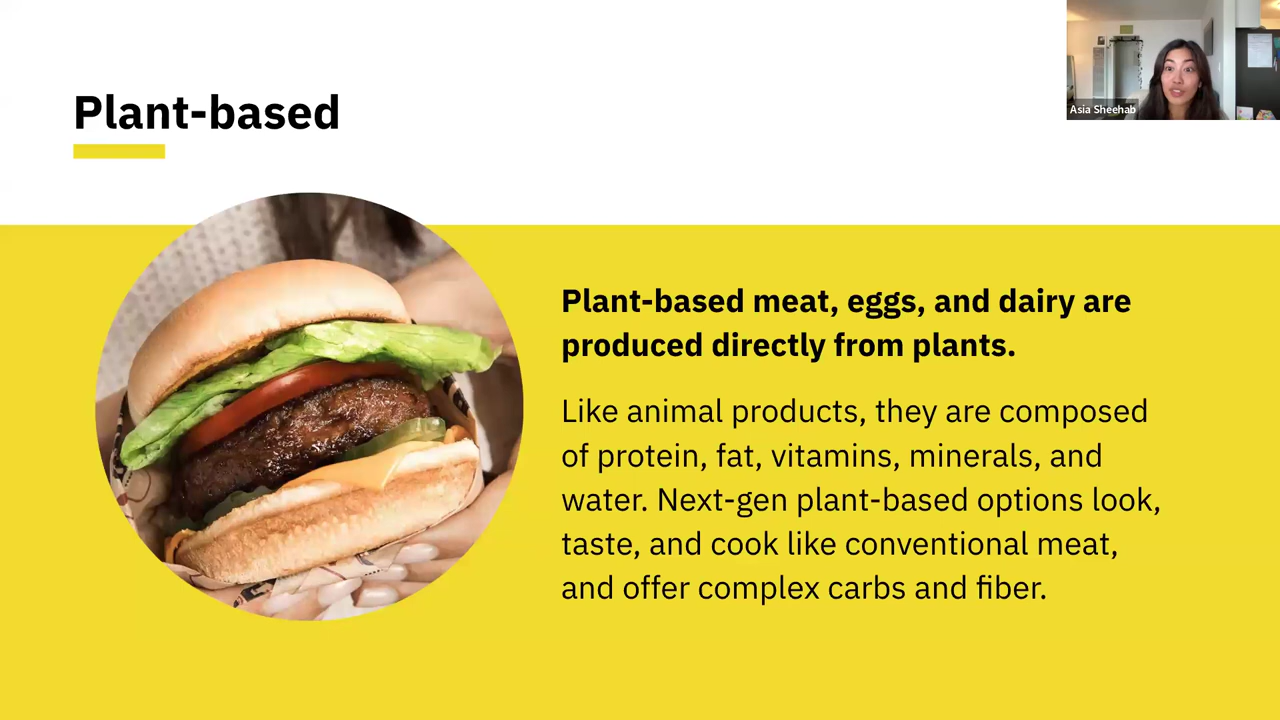 Plant-based
Asia Sheehab
Plant-based meat, eggs, and dairy are
produced directly from plants.
Like animal products, they are composed
of protein, fat, vitamins, minerals, and
water. Next-gen plant-based options look,
taste, and cook like conventional meat,
and offer complex carbs and fiber.